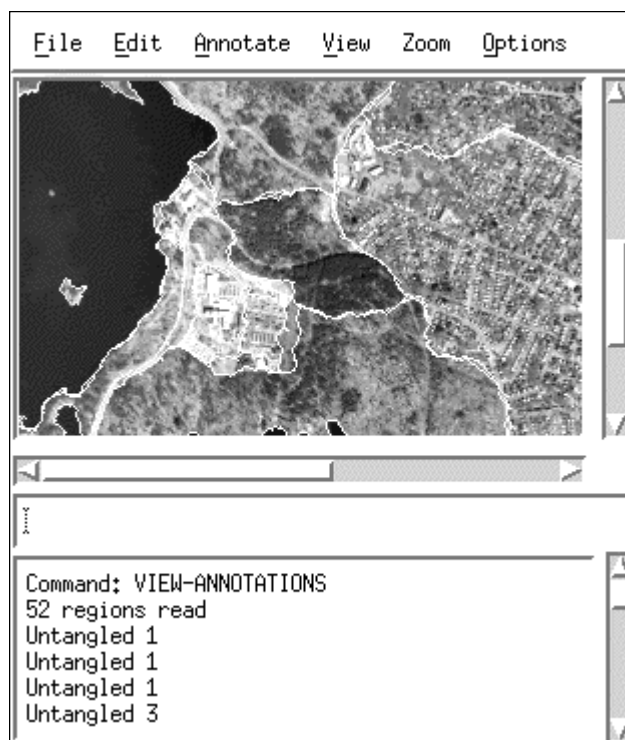 File Edit Annotate View Zoom Options
Command: VIEW-ANNOTATIONS
52 regions read
Untangled 1
Untangled 1
Untangled 1
Untangled 3